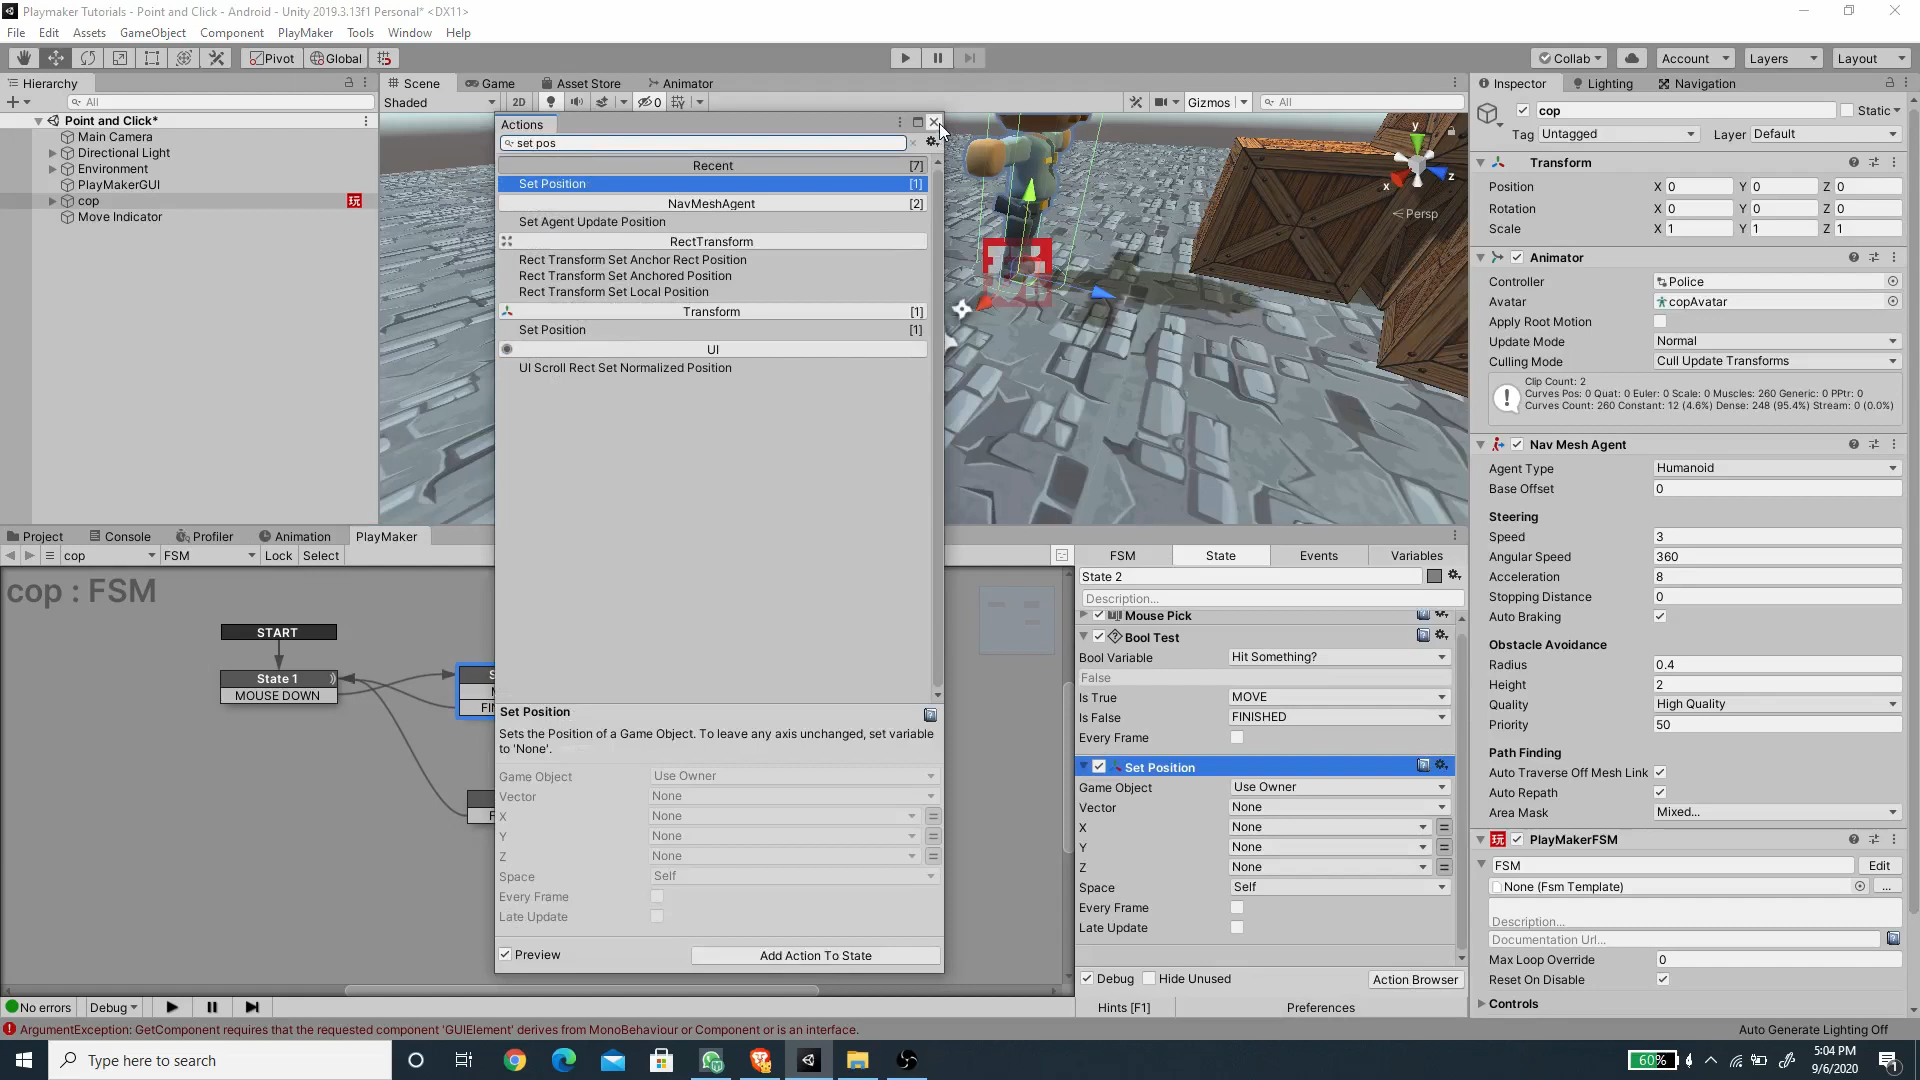 Playmaker Tutorials - Point and Click - Android - Unity 2019.3.13f1 Personal* <DX11>
File Edit Assets GameObject Component PlayMaker Tools Window Help
Pivot Global Collab Account Layers Layout
Hierarchy
All
Point and Click*
Main Camera
Directional Light
Environment
PlayMakerGUI
cop
Move Indicator
Scene Game Asset Store Animator
Shaded 2D 0 Gizmos All
y
x
z
Persp
Actions
set pos
Recent [7]
Set Position [1]
NavMeshAgent [2]
Set Agent Update Position
RectTransform
Rect Transform Set Anchor Rect Position
Rect Transform Set Anchored Position
Rect Transform Set Local Position
Transform [1]
Set Position [1]
UI
UI Scroll Rect Set Normalized Position
Set Position
Sets the Position of a Game Object. To leave any axis unchanged, set variable
to 'None'.
Game Object Use Owner
Vector None
X None
Y None
Z None
Space Self
Every Frame
Late Update
Preview Add Action To State
Project Console Profiler Animation PlayMaker
cop FSM Lock Select
cop : FSM
START
State 1
MOUSE DOWN
FSM State Events Variables
State 2
Description...
Mouse Pick
Bool Test
Bool Variable Hit Something?
False
Is True MOVE
Is False FINISHED
Every Frame
Set Position
Game Object Use Owner
Vector None
X None
Y None
Z None
Space Self
Every Frame
Late Update
Debug Hide Unused Action Browser
Hints [F1] Preferences
No errors Debug
Inspector Lighting Navigation
cop Static
Tag Untagged Layer Default
Transform
Position X 0 Y 0 Z 0
Rotation X 0 Y 0 Z 0
Scale X 1 Y 1 Z 1
Animator
Controller Police
Avatar copAvatar
Apply Root Motion
Update Mode Normal
Culling Mode Cull Update Transforms
Clip Count: 2
Curves Pos: 0 Quat: 0 Euler: 0 Scale: 0 Muscles: 260 Generic: 0 PPtr: 0
Curves Count: 260 Constant: 12 (4.6%) Dense: 248 (95.4%) Stream: 0 (0.0%)
Nav Mesh Agent
Agent Type Humanoid
Base Offset 0
Steering
Speed 3
Angular Speed 360
Acceleration 8
Stopping Distance 0
Auto Braking
Obstacle Avoidance
Radius 0.4
Height 2
Quality High Quality
Priority 50
Path Finding
Auto Traverse Off Mesh Link
Auto Repath
Area Mask Mixed...
玩 PlayMakerFSM
FSM Edit
None (Fsm Template) ...
Description...
Documentation Url...
Max Loop Override 0
Reset On Disable
Controls
ArgumentException: GetComponent requires that the requested component 'GUIElement' derives from MonoBehaviour or Component or is an interface.
Auto Generate Lighting Off
Type here to search
60%
5:04 PM
9/6/2020
1